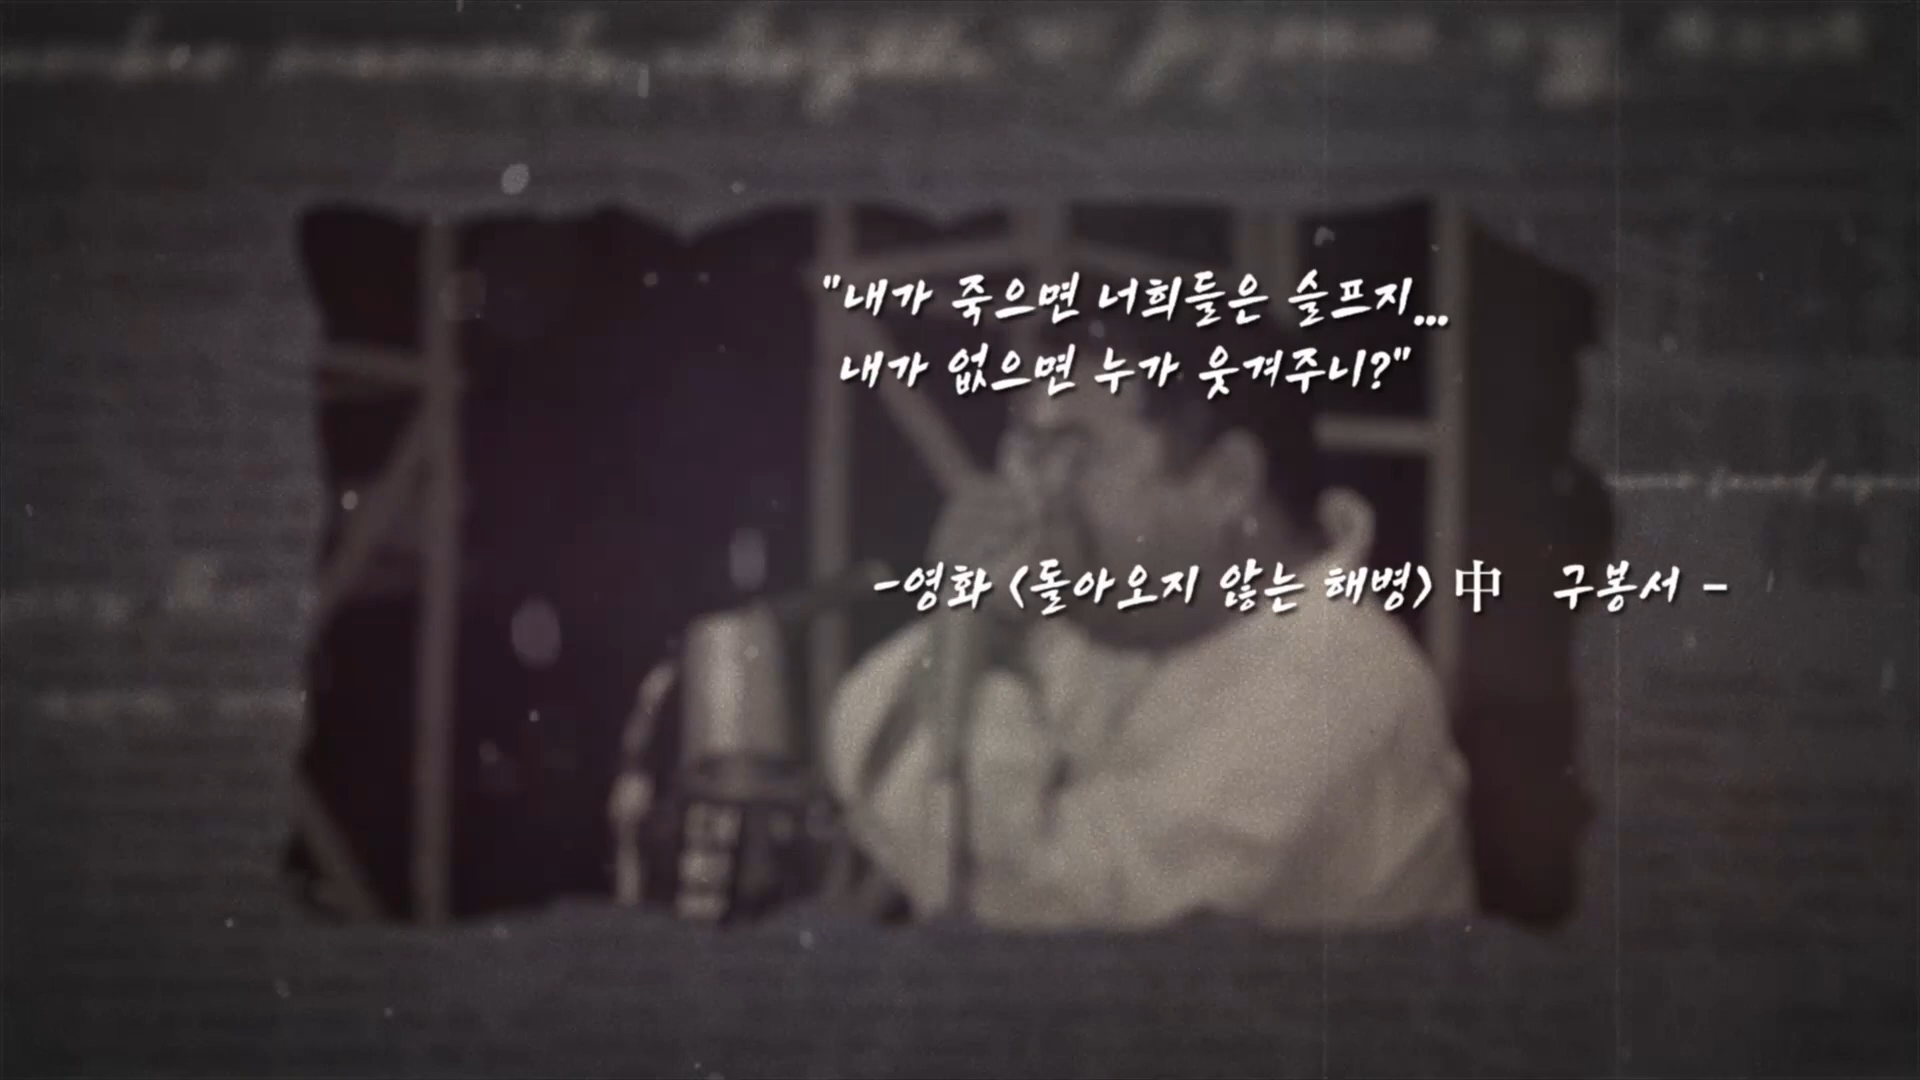 "내가 죽으면 너희들은 슬프지...
내가 없으면 누가 웃겨주니?"
-영화 <돌아오지 않는 해병> 中 구봉서 -